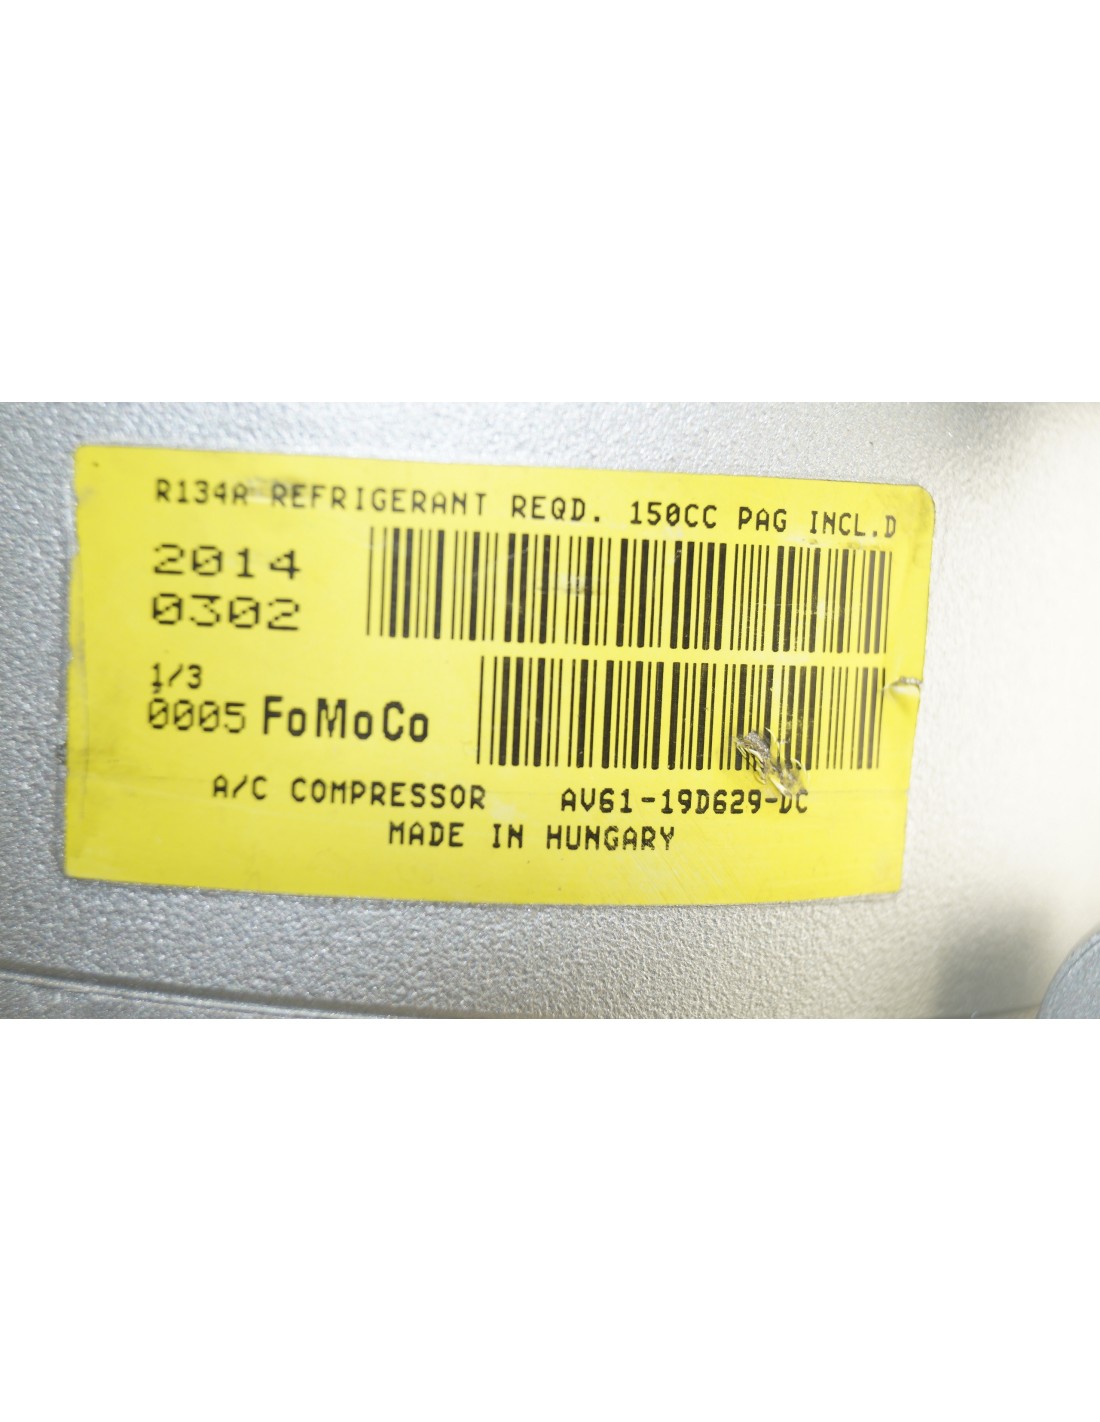 R134A REFRIGERANT REQD. 150CC PAG INCL.D
2014
0302
1/3
0005 FoMoCo
A/C COMPRESSOR AV61-19D629-DC
MADE IN HUNGARY